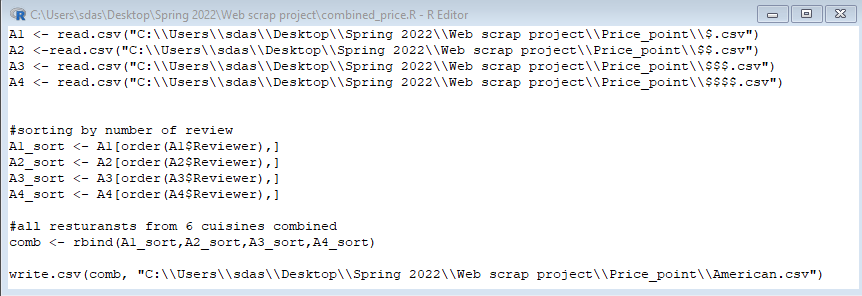 C:\Users\sdas\Desktop\Spring 2022\Web scrap project\combined_price.R - R Editor
A1 <- read.csv("C:\\Users\\sdas\\Desktop\\Spring 2022\\Web scrap project\\Price_point\\$.csv")
A2 <-read.csv("C:\\Users\\sdas\\Desktop\\Spring 2022\\Web scrap project\\Price_point\\$$.csv")
A3 <- read.csv("C:\\Users\\sdas\\Desktop\\Spring 2022\\Web scrap project\\Price_point\\$$$.csv")
A4 <- read.csv("C:\\Users\\sdas\\Desktop\\Spring 2022\\Web scrap project\\Price_point\\$$$$.csv")
#sorting by number of review
A1_sort <- A1[order(A1$Reviewer),]
A2_sort <- A2[order(A2$Reviewer),]
A3_sort <- A3[order(A3$Reviewer),]
A4_sort <- A4[order(A4$Reviewer),]
#all resturansts from 6 cuisines combined
comb <- rbind(A1_sort,A2_sort,A3_sort,A4_sort)
write.csv(comb, "C:\\Users\\sdas\\Desktop\\Spring 2022\\Web scrap project\\Price_point\\American.csv")